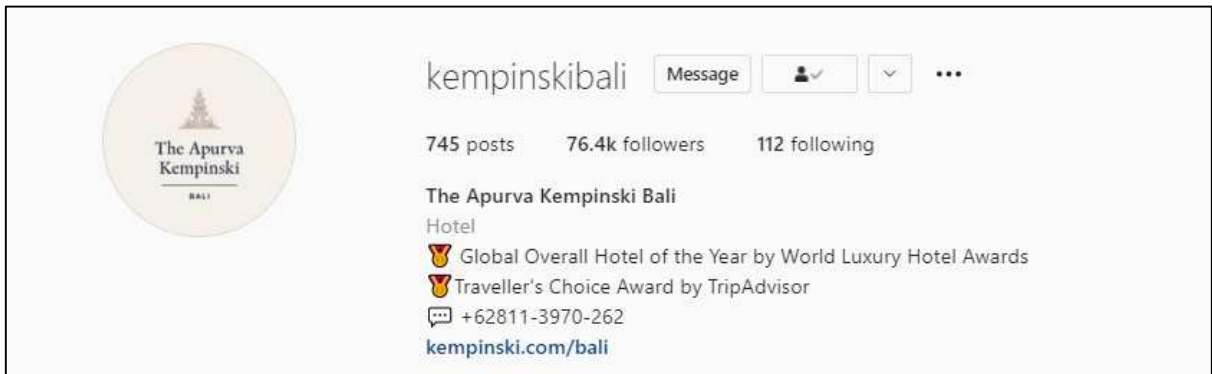 The Apurva
Kempinski
BALI
kempinskibali Message
745 posts 76.4k followers 112 following
The Apurva Kempinski Bali
Hotel
🏅 Global Overall Hotel of the Year by World Luxury Hotel Awards
🏅Traveller's Choice Award by TripAdvisor
💬 +62811-3970-262
kempinski.com/bali